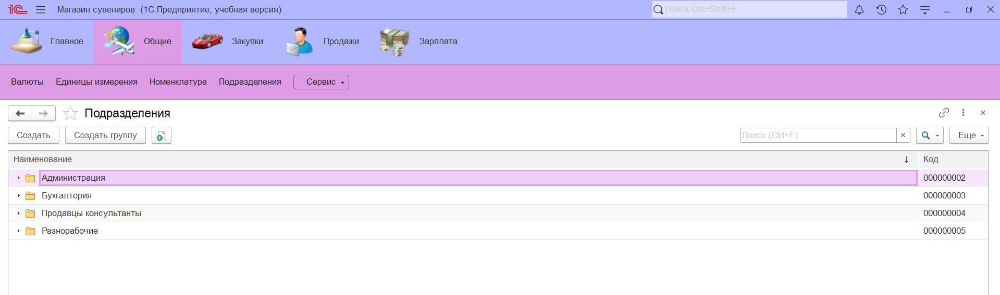 1С Магазин сувениров (1С:Предприятие, учебная версия) Поиск Ctrl+Shift+F
Главное Общие Закупки Продажи Зарплата
Валюты Единицы измерения Номенклатура Подразделения Сервис
Подразделения
Создать Создать группу Поиск (Ctrl+F) × Еще
Наименование ↓ Код
Администрация 000000002
Бухгалтерия 000000003
Продавцы консультанты 000000004
Разнорабочие 000000005